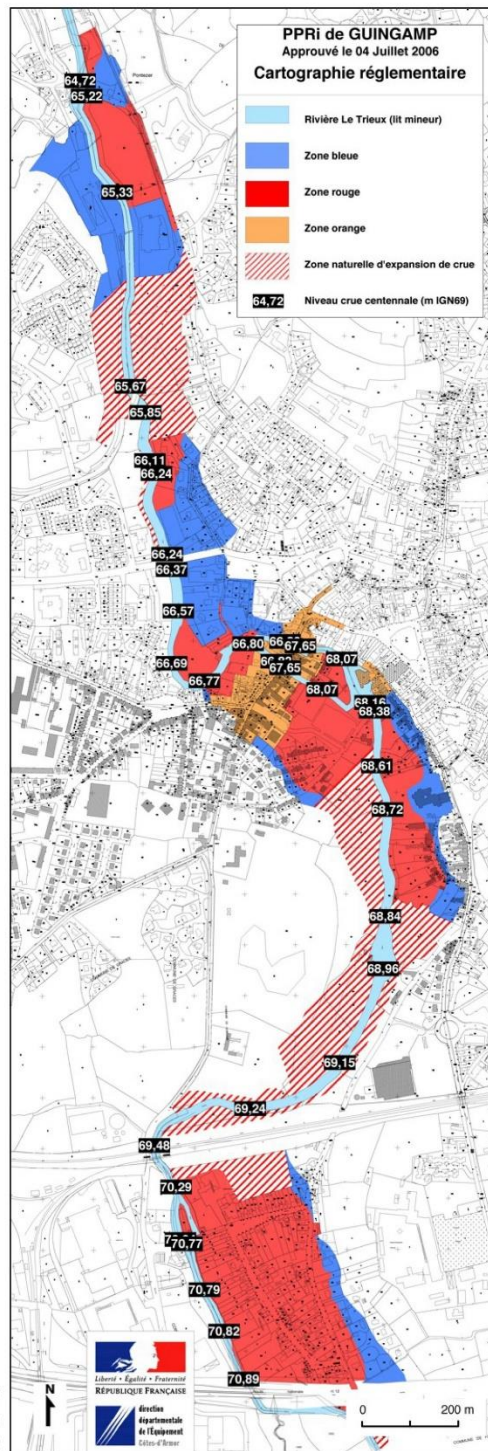 PPRi de GUINGAMP
Approuvé le 04 Juillet 2006
Cartographie réglementaire
Rivière Le Trieux (lit mineur)
Zone bleue
Zone rouge
Zone orange
Zone naturelle d'expansion de crue
64,72 Niveau crue centennale (m IGN69)
64,72
65,22
65,33
65,67
65,85
66,11
66,24
66,24
66,37
66,57
66,80
67,65
66,69
67,65
68,07
66,77
68,07
68,16
68,38
68,61
68,72
68,84
68,96
69,15
69,24
69,48
70,29
70,77
70,79
70,82
70,89
Liberté • Égalité • Fraternité
RÉPUBLIQUE FRANÇAISE
direction
départementale
de l'Équipement
Côtes-d'Armor
N
0 200 m